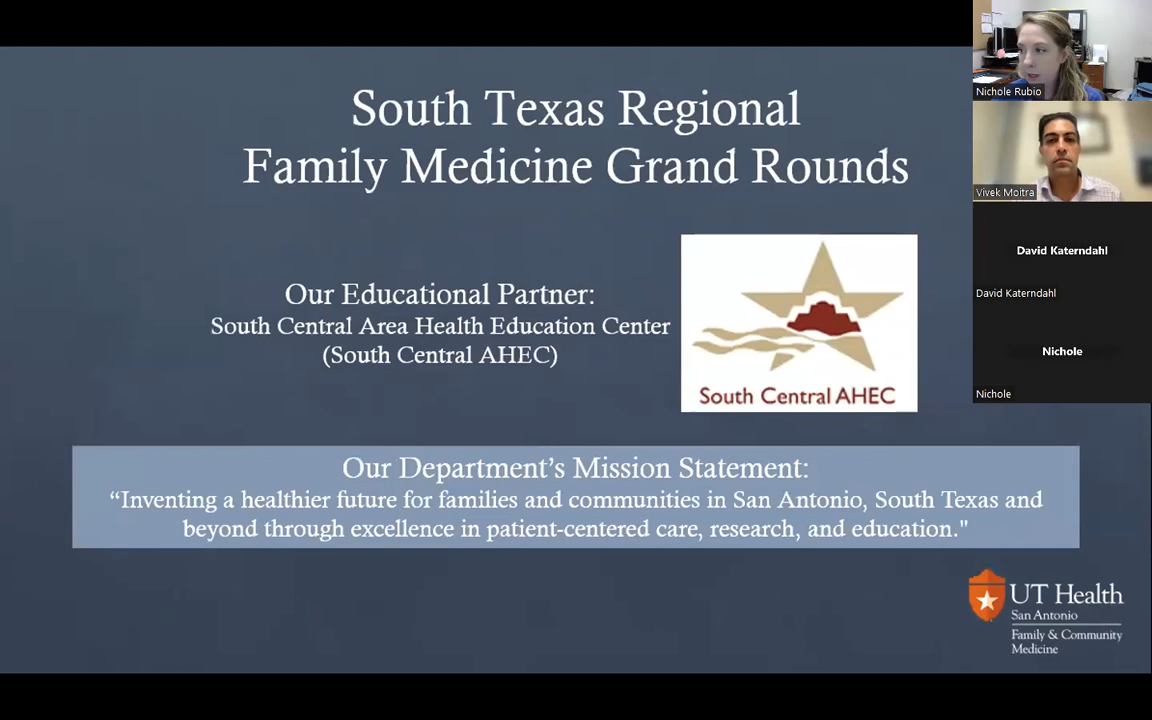 South Texas Regional
Family Medicine Grand Rounds
Our Educational Partner:
South Central Area Health Education Center
(South Central AHEC)
South Central AHEC
Our Department’s Mission Statement:
“Inventing a healthier future for families and communities in San Antonio, South Texas and
beyond through excellence in patient-centered care, research, and education."
UT Health
San Antonio
Family & Community
Medicine
Nichole Rubio
Vivek Moitra
David Katerndahl
David Katerndahl
Nichole
Nichole